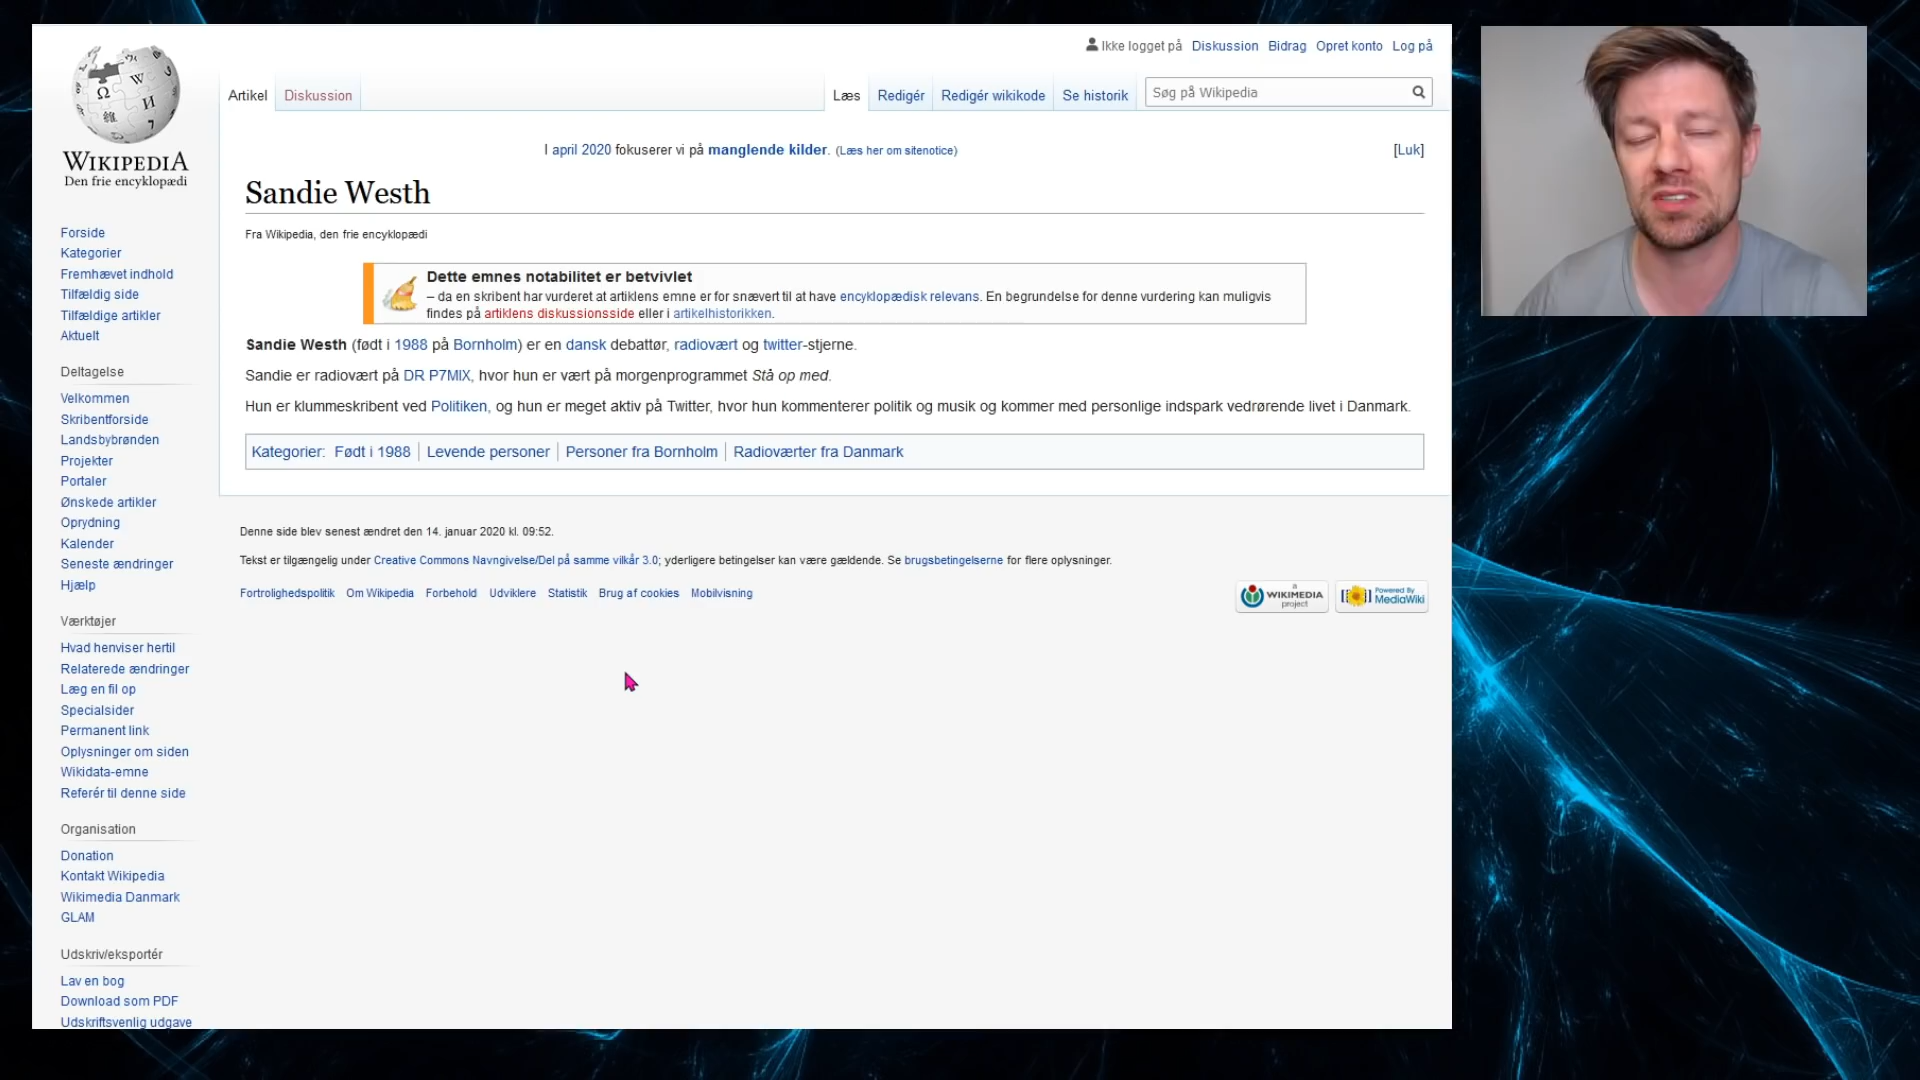 Ikke logget på Diskussion Bidrag Opret konto Log på
Artikel Diskussion Læs Redigér Redigér wikikode Se historik Søg på Wikipedia
WIKIPEDIA
Den frie encyklopædi
I april 2020 fokuserer vi på manglende kilder. (Læs her om sitenotice) [Luk]
Sandie Westh
Fra Wikipedia, den frie encyklopædi
Dette emnes notabilitet er betvivlet
– da en skribent har vurderet at artiklens emne er for snævert til at have encyklopædisk relevans. En begrundelse for denne vurdering kan muligvis
findes på artiklens diskussionsside eller i artikelhistorikken.
Sandie Westh (født i 1988 på Bornholm) er en dansk debattør, radiovært og twitter-stjerne.
Sandie er radiovært på DR P7MIX, hvor hun er vært på morgenprogrammet Stå op med.
Hun er klummeskribent ved Politiken, og hun er meget aktiv på Twitter, hvor hun kommenterer politik og musik og kommer med personlige indspark vedrørende livet i Danmark.
Kategorier: Født i 1988 Levende personer Personer fra Bornholm Radioværter fra Danmark
Denne side blev senest ændret den 14. januar 2020 kl. 09:52.
Tekst er tilgængelig under Creative Commons Navngivelse/Del på samme vilkår 3.0; yderligere betingelser kan være gældende. Se brugsbetingelserne for flere oplysninger.
Fortrolighedspolitik Om Wikipedia Forbehold Udviklere Statistik Brug af cookies Mobilvisning
a
WIKIMEDIA
project
Powered By
MediaWiki
Forside
Kategorier
Fremhævet indhold
Tilfældig side
Tilfældige artikler
Aktuelt
Deltagelse
Velkommen
Skribentforside
Landsbybrønden
Projekter
Portaler
Ønskede artikler
Oprydning
Kalender
Seneste ændringer
Hjælp
Værktøjer
Hvad henviser hertil
Relaterede ændringer
Læg en fil op
Specialsider
Permanent link
Oplysninger om siden
Wikidata-emne
Referér til denne side
Organisation
Donation
Kontakt Wikipedia
Wikimedia Danmark
GLAM
Udskriv/eksportér
Lav en bog
Download som PDF
Udskriftsvenlig udgave